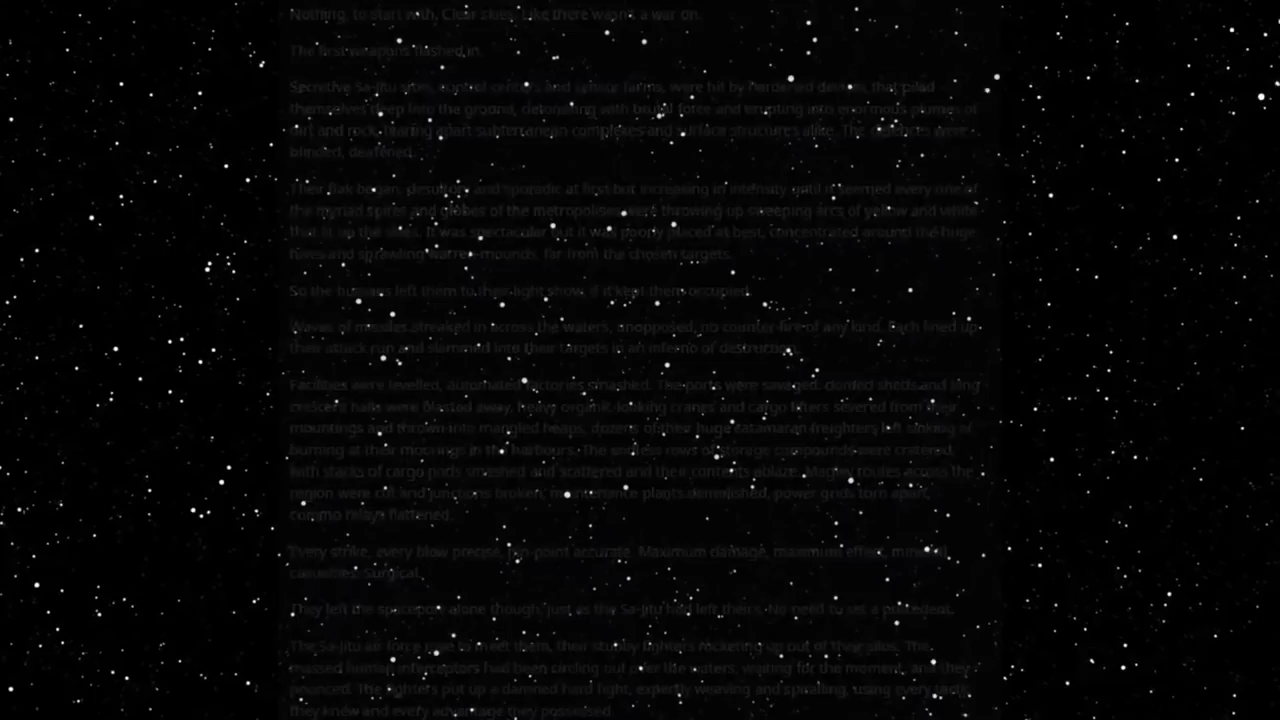 Nothing, to start with. Clear skies. Like there wasn't a war on.
The first weapons flashed in.
Sensitive Sa-Jitu sites, control centers and sensor farms, were hit by hardened devices that piled
themselves deep into the ground, detonating with brutal force and erupting into enormous plumes of
dirt and rock, tearing apart subterranean complexes and surface structures alike. The defences were
blinded, deafened.
Their flak began, desultory and sporadic at first but increasing in intensity until it seemed every one of
the myriad spires and globes of the metropolises were throwing up sweeping arcs of yellow and white
that lit up the skies. It was spectacular but it was poorly placed at best, concentrated around the huge
hives and sprawling warren-mounds, far from the chosen targets.
So the humans left them to their light show, if it kept them occupied.
Waves of missiles streaked in across the waters, unopposed, no counter-fire of any kind. Each lined up
their attack run and slammed into their targets in an inferno of destruction.
Facilities were levelled, automated factories smashed. The ports were savaged, domed sheds and long
crescent halls were blasted away, heavy organic-looking cranes and cargo lifters severed from their
mountings and thrown into mangled heaps, dozens of their huge catamaran freighters left sinking or
burning at their moorings in the harbours. The endless rows of storage compounds were cratered,
with stacks of cargo pods smashed and scattered and their contents ablaze. Maglev routes across the
region were cut and junctions broken, maintenance plants demolished, power grids torn apart,
commo relays flattened.
Every strike, every blow precise, pin-point accurate. Maximum damage, maximum effect, minimal
casualties. Surgical.
They left the spaceport alone though, just as the Sa-Jitu had left theirs. No need to set a precedent.
The Sa-Jitu air force rose to meet them, their stubby fighters rocketing up out of their silos. The
massed human interceptors had been circling out over the waters, waiting for the moment, and they
pounced. The fighters put up a damned hard fight, expertly weaving and spiralling, using every tactic
they knew and every advantage they possessed.